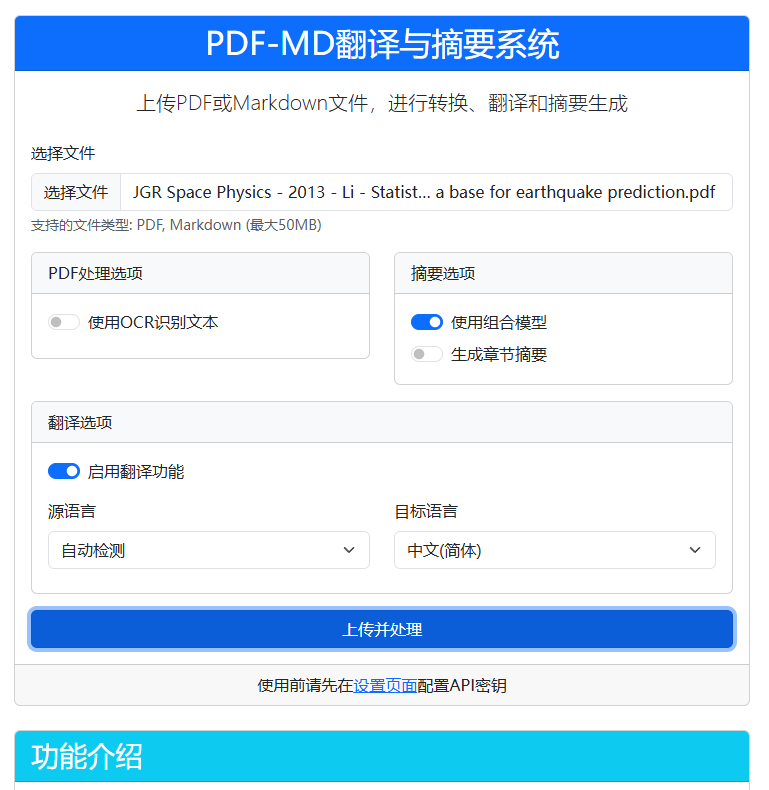 PDF-MD翻译与摘要系统
上传PDF或Markdown文件，进行转换、翻译和摘要生成
选择文件
选择文件 JGR Space Physics - 2013 - Li - Statist... a base for earthquake prediction.pdf
支持的文件类型: PDF, Markdown (最大50MB)
PDF处理选项
使用OCR识别文本
摘要选项
使用组合模型
生成章节摘要
翻译选项
启用翻译功能
源语言
自动检测
目标语言
中文(简体)
上传并处理
使用前请先在设置页面配置API密钥
功能介绍